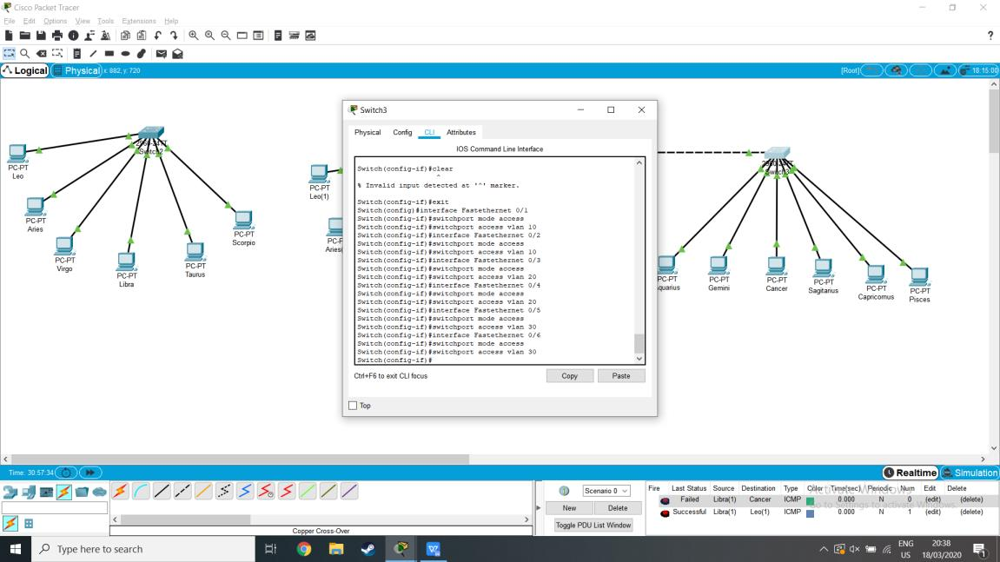 Cisco Packet Tracer
File Edit Options View Tools Extensions Help
?
Logical Physical x: 882, y: 720
[Root] 18:15:00
2960-24TT
Switch2
PC-PT
Leo
PC-PT
Aries
PC-PT
Virgo
PC-PT
Libra
PC-PT
Taurus
PC-PT
Scorpio
PC-PT
Leo(1)
Switch3
Physical Config CLI Attributes
IOS Command Line Interface
Switch(config-if)#clear
^
% Invalid input detected at '^' marker.
Switch(config-if)#exit
Switch(config)#interface Fastethernet 0/1
Switch(config-if)#switchport mode access
Switch(config-if)#switchport access vlan 10
Switch(config-if)#interface Fastethernet 0/2
Switch(config-if)#switchport mode access
Switch(config-if)#switchport access vlan 10
Switch(config-if)#interface Fastethernet 0/3
Switch(config-if)#switchport mode access
Switch(config-if)#switchport access vlan 20
Switch(config-if)#interface Fastethernet 0/4
Switch(config-if)#switchport mode access
Switch(config-if)#switchport access vlan 20
Switch(config-if)#interface Fastethernet 0/5
Switch(config-if)#switchport mode access
Switch(config-if)#switchport access vlan 30
Switch(config-if)#interface Fastethernet 0/6
Switch(config-if)#switchport mode access
Switch(config-if)#switchport access vlan 30
Switch(config-if)#
Ctrl+F6 to exit CLI focus Copy Paste
Top
Switch3
PC-PT
Gemini
PC-PT
Cancer
PC-PT
Sagitarius
PC-PT
Capricornus
PC-PT
Pisces
Time: 30:57:34
Realtime Simulation
Copper Cross-Over
Scenario 0
New Delete
Toggle PDU List Window
Fire Last Status Source Destination Type Color Time(sec) Periodic Num Edit Delete
Failed Libra(1) Cancer ICMP 0.000 N 0 (edit) (delete)
Successful Libra(1) Leo(1) ICMP 0.000 N 1 (edit) (delete)
Activate Windows
Go to Settings to activate Windows.
Type here to search
ENG
US
20:38
18/03/2020
1